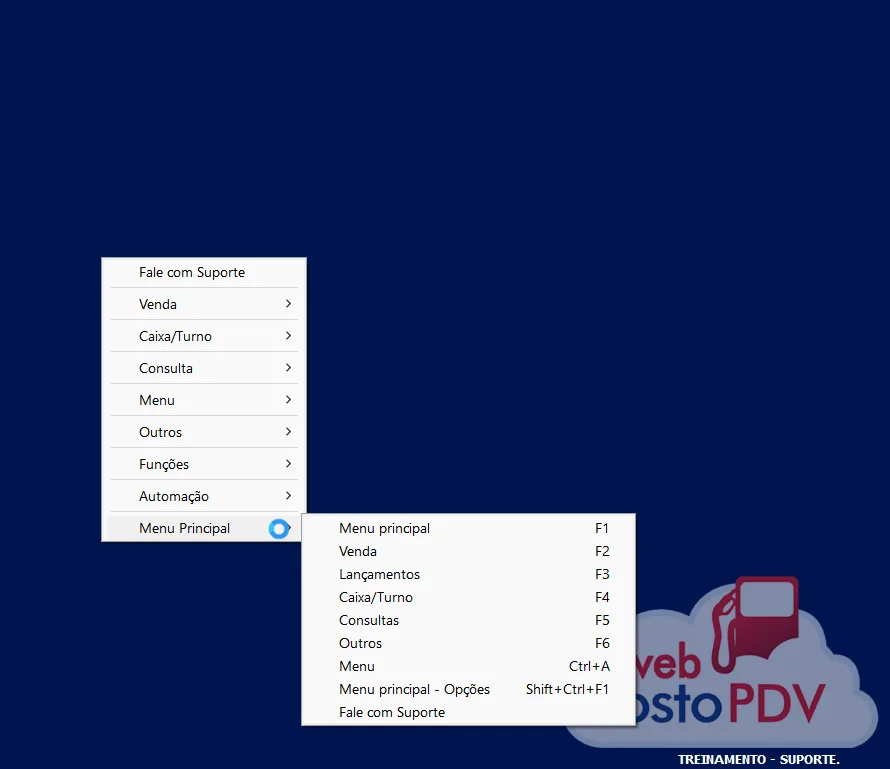 Fale com Suporte
Venda
Caixa/Turno
Consulta
Menu
Outros
Funções
Automação
Menu Principal
Menu principal F1
Venda F2
Lançamentos F3
Caixa/Turno F4
Consultas F5
Outros F6
Menu Ctrl+A
Menu principal - Opções Shift+Ctrl+F1
Fale com Suporte
PDV
TREINAMENTO - SUPORTE.